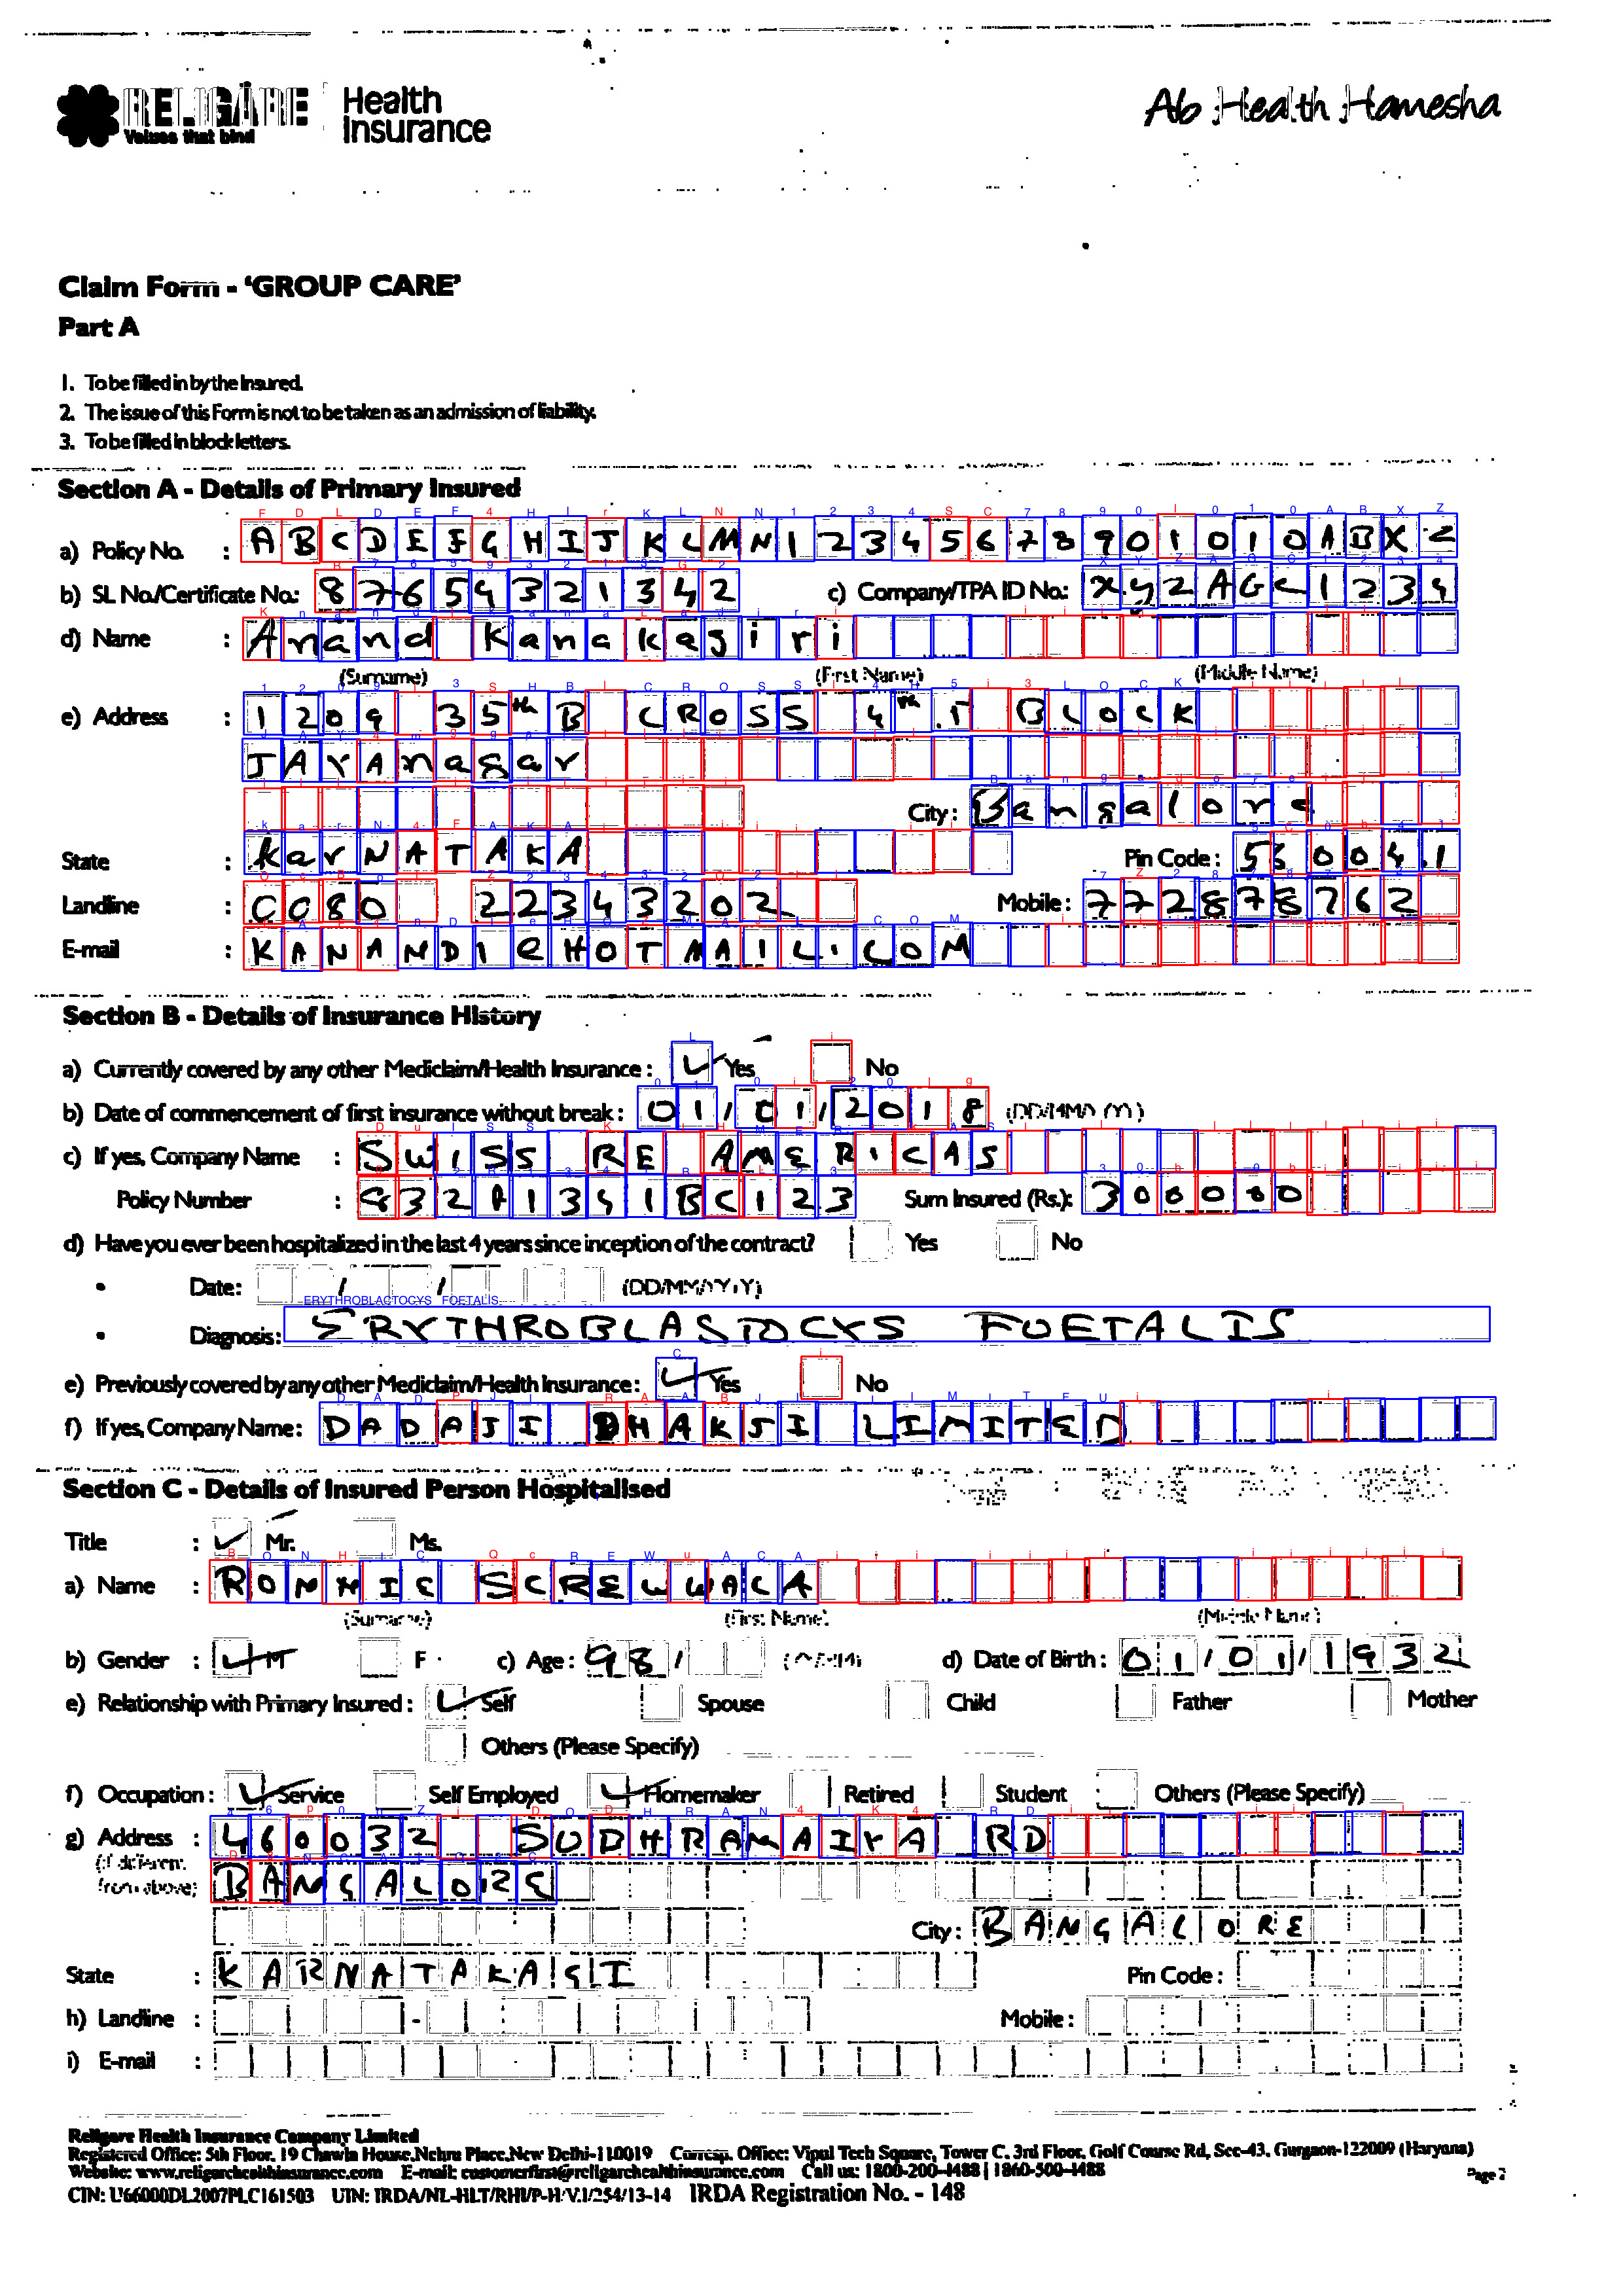 RELIGARE Health
Values that bind Insurance
Ab Health Hamesha
Claim Form - 'GROUP CARE'
Part A
1. To be filled in by the Insured.
2. The issue of this Form is not to be taken as an admission of liability.
3. To be filled in block letters.
Section A - Details of Primary Insured
a) Policy No. : ABCDEFGHIJKLMN12345678901010ABXZ
b) SL No./Certificate No.: 87654321342 c) Company/TPA ID No.: XYZAGC1234
d) Name : Anand Kanakagiri
(Surname) (First Name) (Middle Name)
e) Address : 1209 35th B CROSS 4th T BLOCK
JAYAnagar
City : Bangalore
State : KarNATAKA Pin Code : 560041
Landline : 0080 22343202 Mobile : 772878762
E-mail : KANANDI@HOTMAIL.COM
Section B - Details of Insurance History
a) Currently covered by any other Mediclaim/Health Insurance : Yes No
b) Date of commencement of first insurance without break : 01/01/2018 (DD/MM/YY)
c) If yes, Company Name : SWISS RE AMERICAS
Policy Number : 932A1341BC123 Sum Insured (Rs.): 300000
d) Have you ever been hospitalized in the last 4 years since inception of the contract? Yes No
• Date: / / (DD/MM/YY)
ERYTHROBLACTOCYS FOETALIS
• Diagnosis: ERYTHROBLASTOCYS FOETALIS
e) Previously covered by any other Mediclaim/Health Insurance : Yes No
f) If yes, Company Name : DADAJI DHAKJI LIMITED
Section C - Details of Insured Person Hospitalised
Title : Mr. Ms.
a) Name : RONNIE SCREWWACA
(Surname) (First Name) (Middle Name)
b) Gender : M F c) Age : 98/ d) Date of Birth : 01/01/1932
e) Relationship with Primary Insured : Self Spouse Child Father Mother
Others (Please Specify)
f) Occupation : Service Self Employed Homemaker Retired Student Others (Please Specify)
g) Address : 460032 SUDHRAMAIYA RD
(if different
from above) BANGALORE
City : BANGALORE
State : KARNATAKAGI Pin Code :
h) Landline : - Mobile :
i) E-mail :
Religare Health Insurance Company Limited
Registered Office: 5th Floor, 19 Chawla House, Nehru Place, New Delhi-110019 Corresp. Office: Vipul Tech Square, Tower C, 3rd Floor, Golf Course Rd, Sec-43, Gurgaon-122009 (Haryana)
Website: www.religarehealthinsurance.com E-mail: customerfirst@religarehealthinsurance.com Call us: 1800-200-4488 | 1860-500-4488
CIN: U66000DL2007PLC161503 UIN: IRDA/NL-HLT/RHI/P-H/V.I/254/13-14 IRDA Registration No. - 148
Page 2